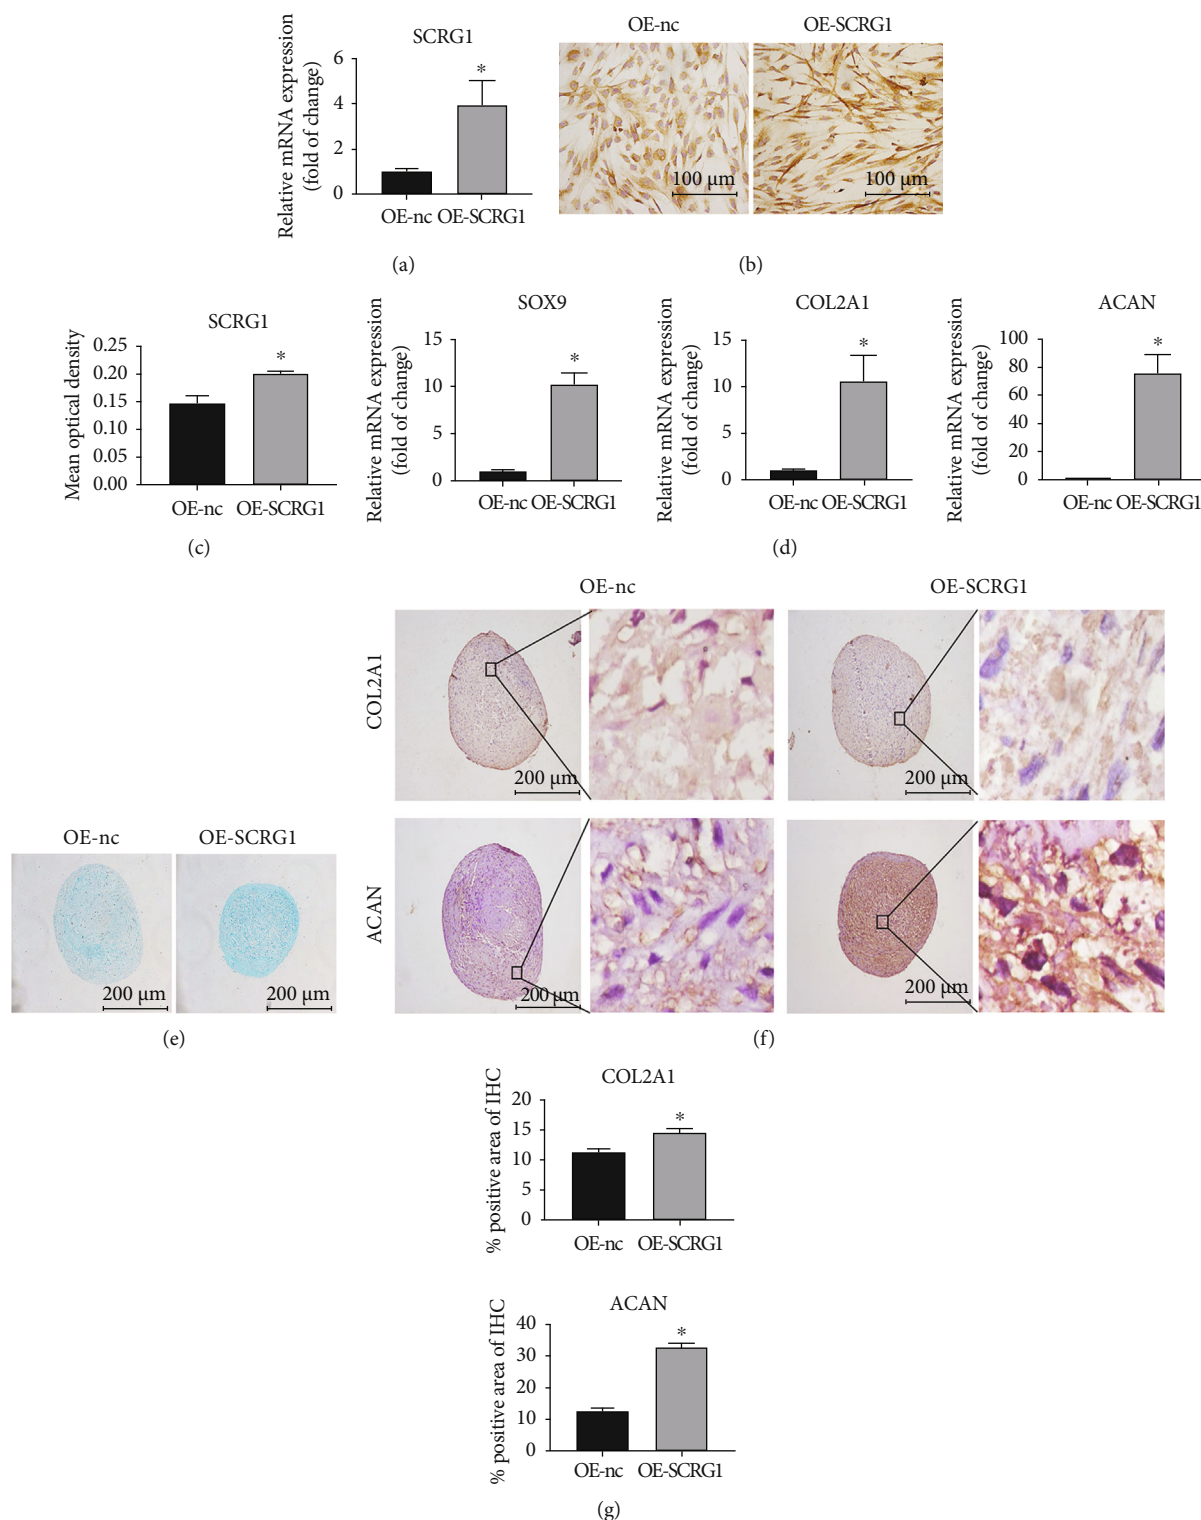 SCRG1
Relative mRNA expression
(fold of change)
6
4
2
0
*
OE-nc OE-SCRG1
(a)
OE-nc OE-SCRG1
100 μm 100 μm
(b)
SCRG1
Mean optical density
0.25
0.20
0.15
0.10
0.05
0.00
*
OE-nc OE-SCRG1
(c)
SOX9
Relative mRNA expression
(fold of change)
15
10
5
0
*
OE-nc OE-SCRG1
COL2A1
Relative mRNA expression
(fold of change)
15
10
5
0
*
OE-nc OE-SCRG1
ACAN
Relative mRNA expression
(fold of change)
100
80
60
40
20
0
*
OE-nc OE-SCRG1
(d)
OE-nc OE-SCRG1
200 μm 200 μm
(e)
OE-nc OE-SCRG1
COL2A1
200 μm 200 μm
ACAN
200 μm 200 μm
(f)
COL2A1
% positive area of IHC
20
15
10
5
0
*
OE-nc OE-SCRG1
ACAN
% positive area of IHC
40
30
20
10
0
*
OE-nc OE-SCRG1
(g)